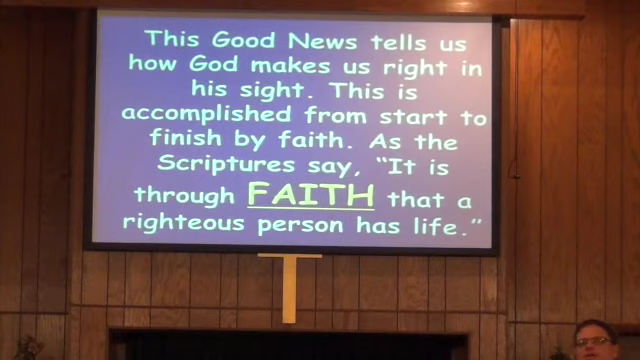 This Good News tells us
how God makes us right in
his sight. This is
accomplished from start to
finish by faith. As the
Scriptures say, “It is
through FAITH that a
righteous person has life.”